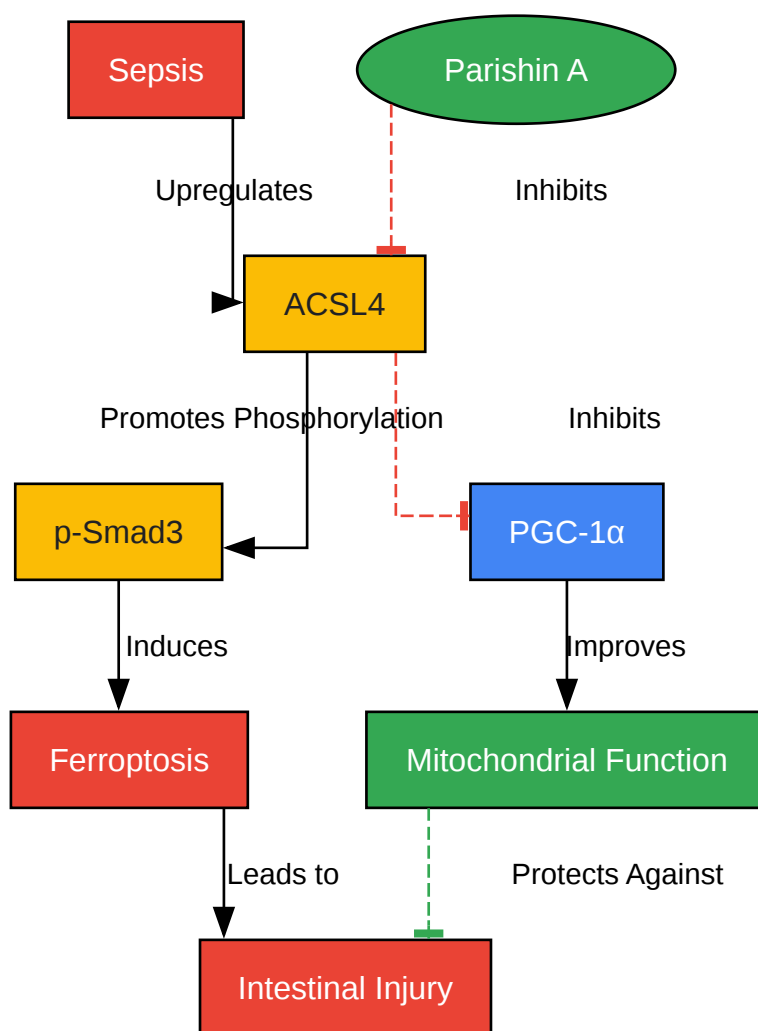 Sepsis
Parishin A
Upregulates
Inhibits
ACSL4
Promotes Phosphorylation
Inhibits
p-Smad3
PGC-1α
Induces
Improves
Ferroptosis
Mitochondrial Function
Leads to
Protects Against
Intestinal Injury